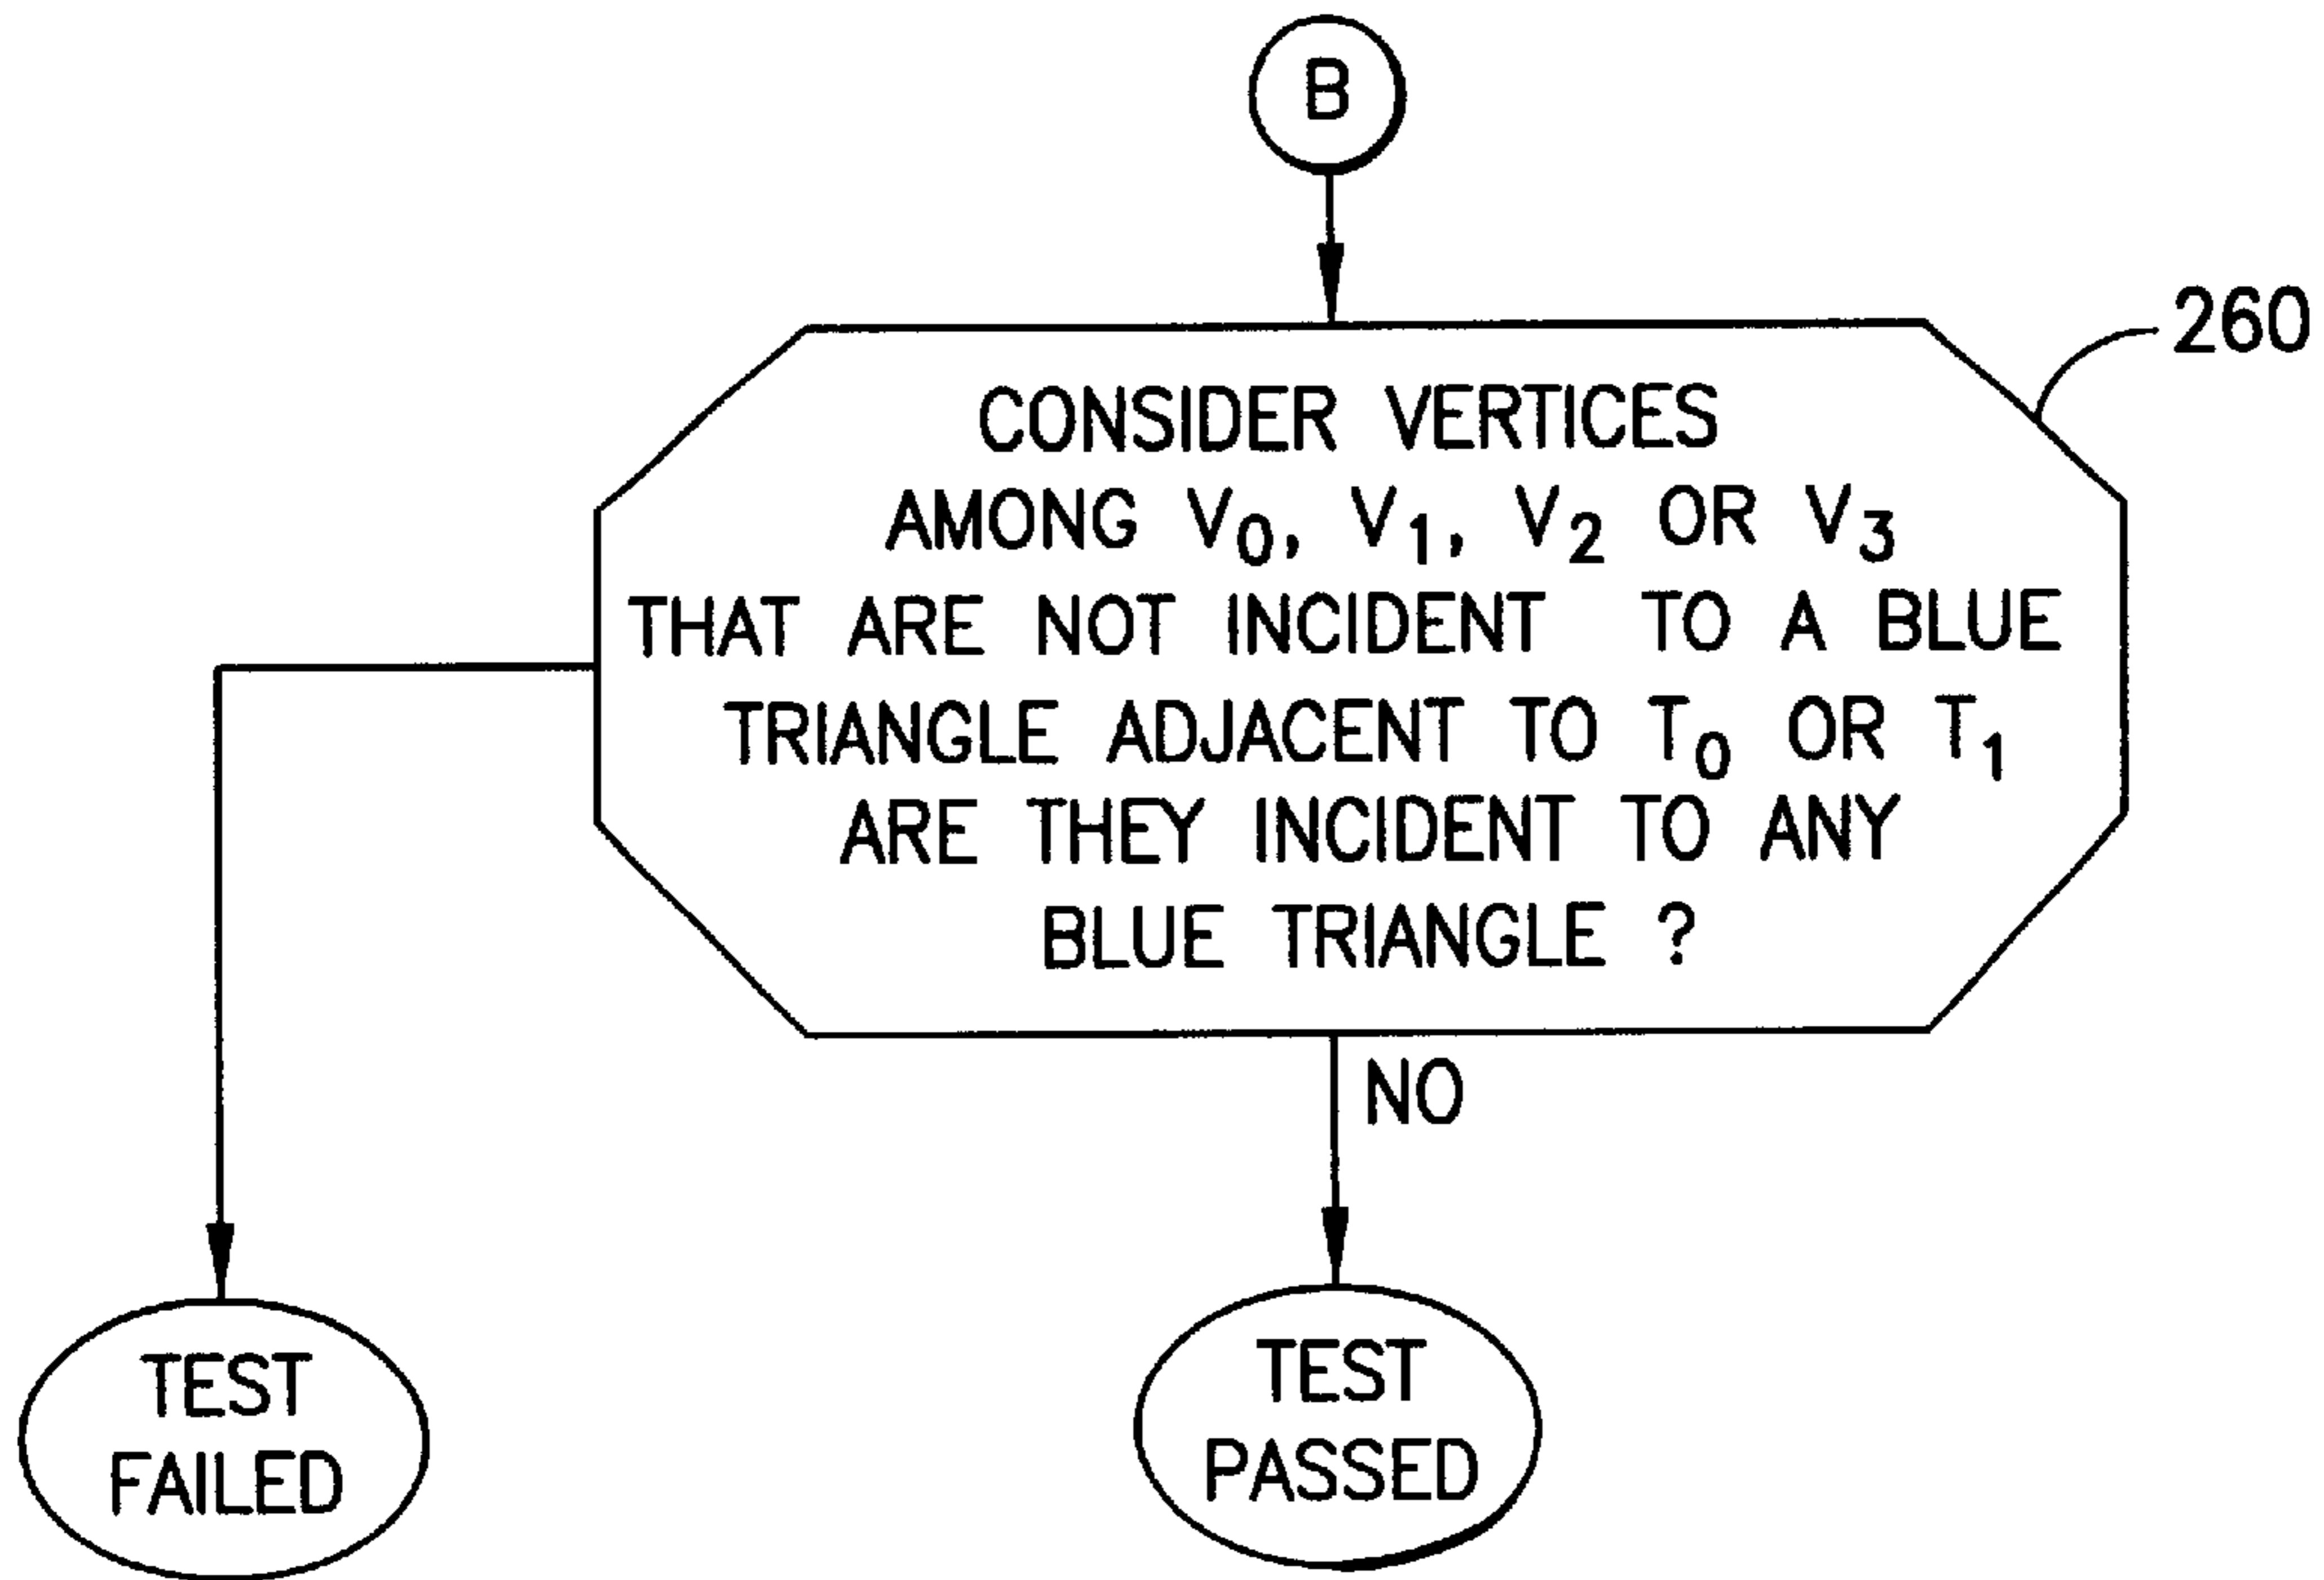 B
260
CONSIDER VERTICES
AMONG V₀, V₁, V₂ OR V₃
THAT ARE NOT INCIDENT TO A BLUE
TRIANGLE ADJACENT TO T₀ OR T₁
ARE THEY INCIDENT TO ANY
BLUE TRIANGLE ?
NO
TEST
FAILED
TEST
PASSED